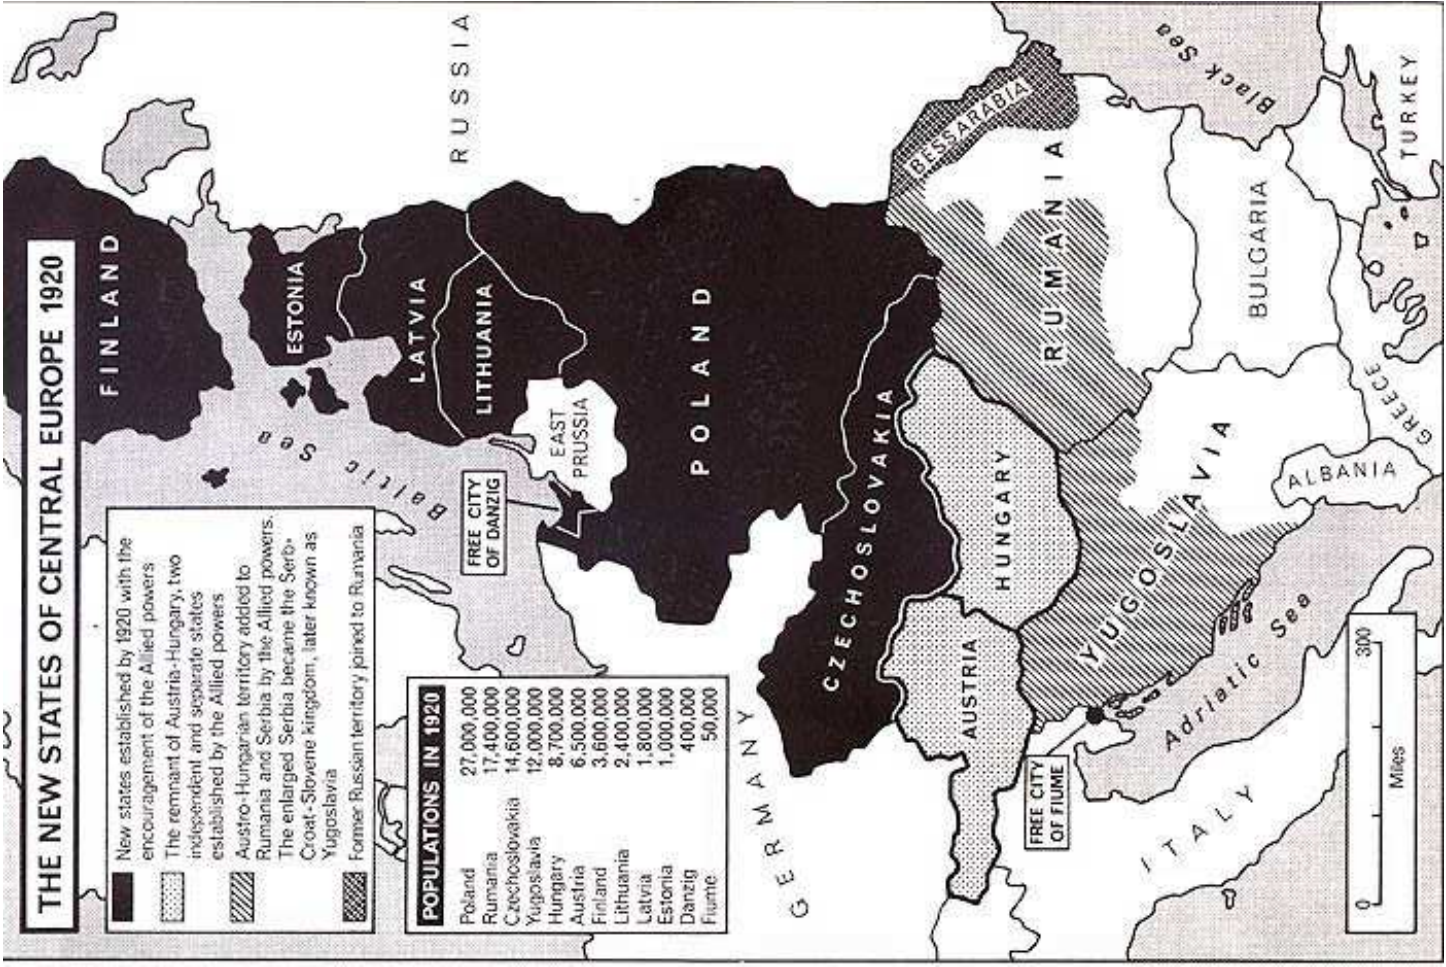 THE NEW STATES OF CENTRAL EUROPE 1920
New states established by 1920 with the
encouragement of the Allied powers
The remnant of Austria-Hungary, two
independent and separate states
established by the Allied powers
Austro-Hunganan territory added to
Rumania and Serbia by the Allied powers.
The enlarged Serbia became the Serb-
Croat-Slovene kingdom, later known as
Yugoslavia
Former Russian territory joined to Rumania
POPULATIONS IN 1920
Poland 27,000,000
Rumania 17,400,000
Czechoslovakia 14,600,000
Yugoslavia 12,000,000
Hungary 8,700,000
Austria 6,500,000
Finland 3,600,000
Lithuania 2,400,000
Latvia 1,800,000
Estonia 1,000,000
Danzig 400,000
Fiume 50,000
FINLAND
RUSSIA
ESTONIA
LATVIA
LITHUANIA
Baltic Sea
EAST
PRUSSIA
FREE CITY
OF DANZIG
POLAND
GERMANY
CZECHOSLOVAKIA
AUSTRIA
HUNGARY
BESSARABIA
RUMANIA
Black Sea
FREE CITY
OF FIUME
YUGOSLAVIA
BULGARIA
TURKEY
ITALY
Adriatic Sea
ALBANIA
GREECE
0 300
Miles